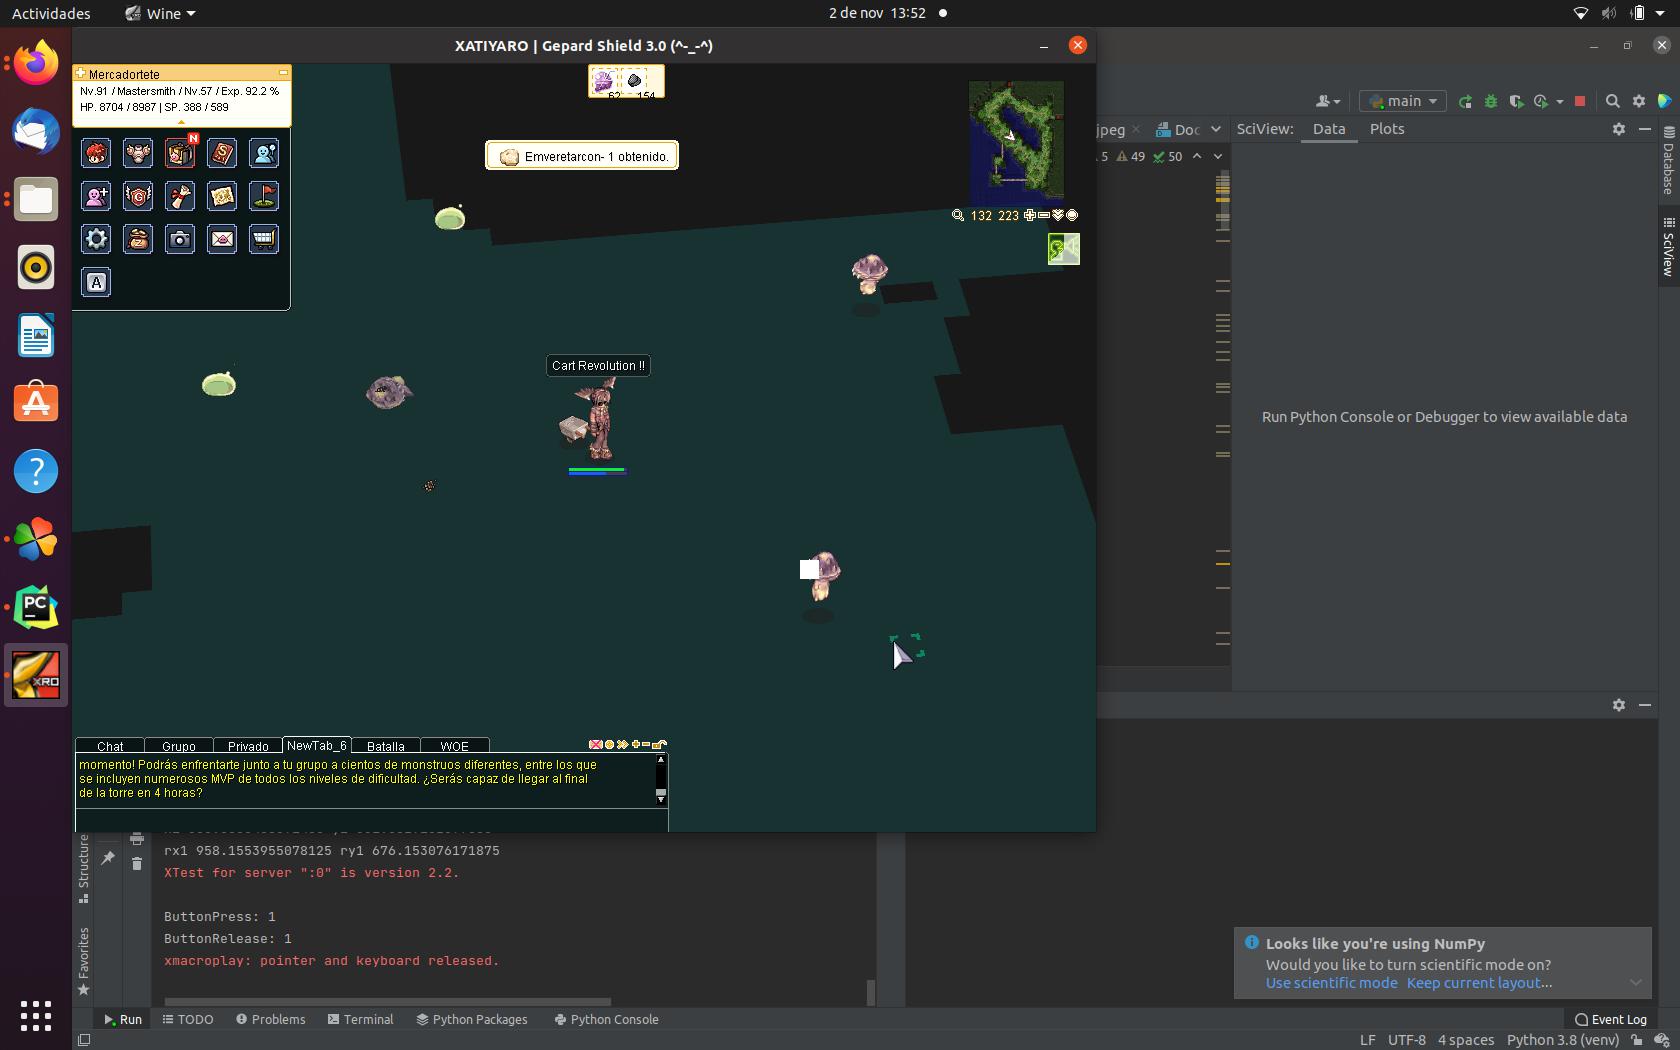 Actividades
Wine
2 de nov 13:52
XATIYARO | Gepard Shield 3.0 (^-_-^)
Mercadortete
Nv.91 / Mastersmith / Nv.57 / Exp. 92.2 %
HP. 8704 / 8987 | SP. 388 / 589
N
A
62 154
Emveretarcon- 1 obtenido.
132 223
Cart Revolution !!
Chat
Grupo
Privado
NewTab_6
Batalla
WOE
momento! Podrás enfrentarte junto a tu grupo a cientos de monstruos diferentes, entre los que
se incluyen numerosos MVP de todos los niveles de dificultad. ¿Serás capaz de llegar al final
de la torre en 4 horas?
main
jpeg
Doc
SciView:
Data
Plots
5 49 50
Database
SciView
Run Python Console or Debugger to view available data
PC
XRO
rx1 958.1553955078125 ry1 676.153076171875
XTest for server ":0" is version 2.2.
ButtonPress: 1
ButtonRelease: 1
xmacroplay: pointer and keyboard released.
Structure
Favorites
Looks like you're using NumPy
Would you like to turn scientific mode on?
Use scientific mode Keep current layout...
Run
TODO
Problems
Terminal
Python Packages
Python Console
Event Log
LF UTF-8 4 spaces Python 3.8 (venv)